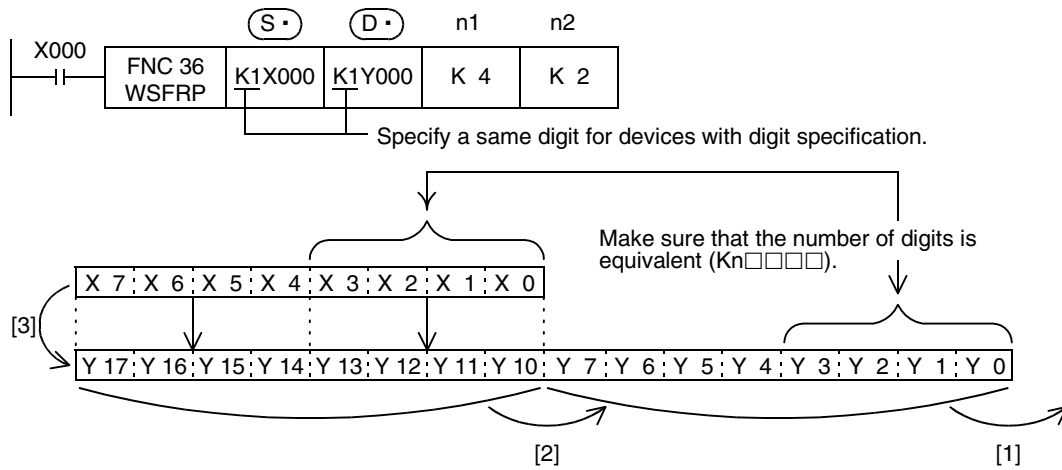 S· D· n1 n2
X000
FNC 36 WSFRP K1X000 K1Y000 K 4 K 2
Specify a same digit for devices with digit specification.
Make sure that the number of digits is
equivalent (Kn□□□□).
X 7 X 6 X 5 X 4 X 3 X 2 X 1 X 0
[3]
Y 17 Y 16 Y 15 Y 14 Y 13 Y 12 Y 11 Y 10 Y 7 Y 6 Y 5 Y 4 Y 3 Y 2 Y 1 Y 0
[2] [1]